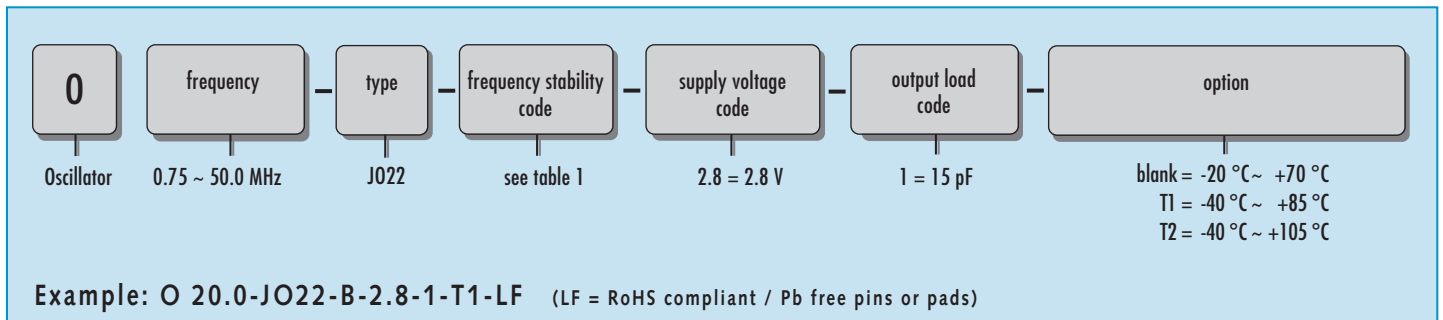 O frequency – type – frequency stability code – supply voltage code – output load code – option
Oscillator 0.75 ~ 50.0 MHz JO22 see table 1 2.8 = 2.8 V 1 = 15 pF blank = -20 °C~ +70 °C
T1 = -40 °C ~ +85 °C
T2 = -40 °C ~ +105 °C
Example: O 20.0-JO22-B-2.8-1-T1-LF (LF = RoHS compliant / Pb free pins or pads)